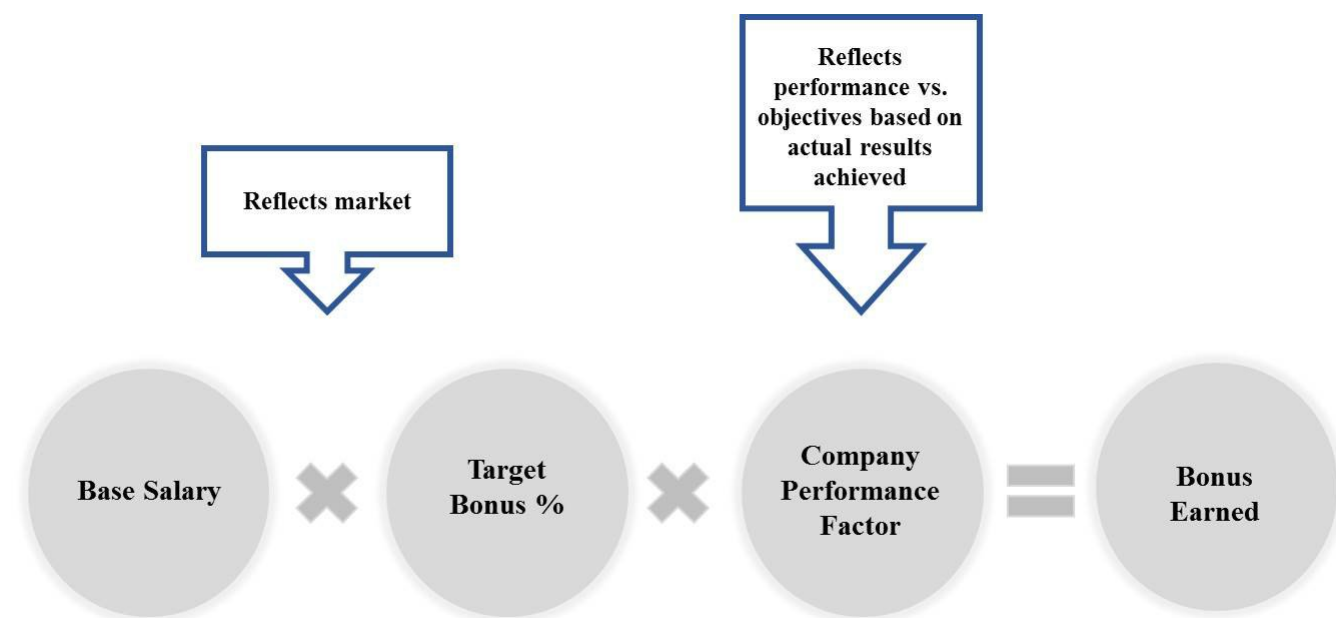 Reflects
performance vs.
objectives based on
actual results
achieved
Reflects market
Base Salary
Target
Bonus %
Company
Performance
Factor
Bonus
Earned